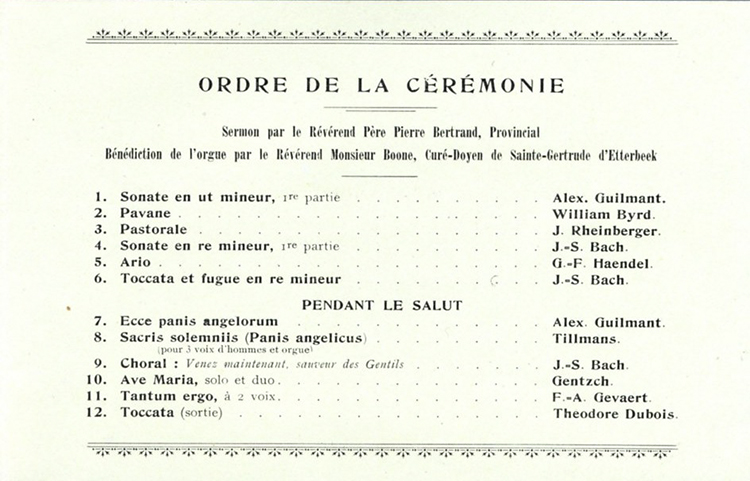 ORDRE DE LA CÉRÉMONIE
Sermon par le Révérend Père Pierre Bertrand, Provincial
Bénédiction de l'orgue par le Révérend Monsieur Boone, Curé-Doyen de Sainte-Gertrude d'Etterbeek
1. Sonate en ut mineur, 1re partie . . . . . . . . . . Alex. Guilmant.
2. Pavane . . . . . . . . . . . . . . . . . . . William Byrd.
3. Pastorale . . . . . . . . . . . . . . . . . . J. Rheinberger.
4. Sonate en re mineur, 1re partie . . . . . . . . . . J.-S. Bach.
5. Ario . . . . . . . . . . . . . . . . . . . . G.-F. Haendel.
6. Toccata et fugue en re mineur . . . . . . . . . . J.-S. Bach.
PENDANT LE SALUT
7. Ecce panis angelorum . . . . . . . . . . . . . Alex. Guilmant.
8. Sacris solemniis (Panis angelicus) . . . . . . . . . Tillmans.
(pour 3 voix d'hommes et orgue)
9. Choral : Venez maintenant, sauveur des Gentils . . . . . . . J.-S. Bach.
10. Ave Maria, solo et duo . . . . . . . . . . . . . . Gentzch.
11. Tantum ergo, à 2 voix . . . . . . . . . . . . . . F.-A. Gevaert.
12. Toccata (sortie) . . . . . . . . . . . . . . . . Theodore Dubois.